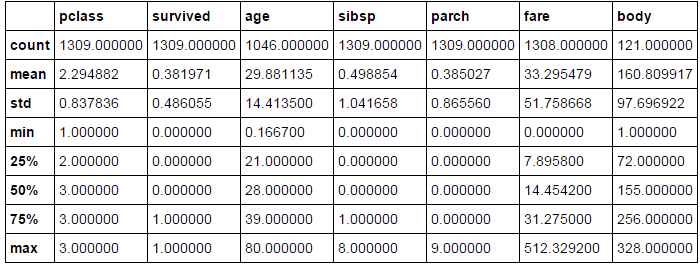 pclass survived age sibsp parch fare body
count 1309.000000 1309.000000 1046.000000 1309.000000 1309.000000 1308.000000 121.000000
mean 2.294882 0.381971 29.881135 0.498854 0.385027 33.295479 160.809917
std 0.837836 0.486055 14.413500 1.041658 0.865560 51.758668 97.696922
min 1.000000 0.000000 0.166700 0.000000 0.000000 0.000000 1.000000
25% 2.000000 0.000000 21.000000 0.000000 0.000000 7.895800 72.000000
50% 3.000000 0.000000 28.000000 0.000000 0.000000 14.454200 155.000000
75% 3.000000 1.000000 39.000000 1.000000 0.000000 31.275000 256.000000
max 3.000000 1.000000 80.000000 8.000000 9.000000 512.329200 328.000000